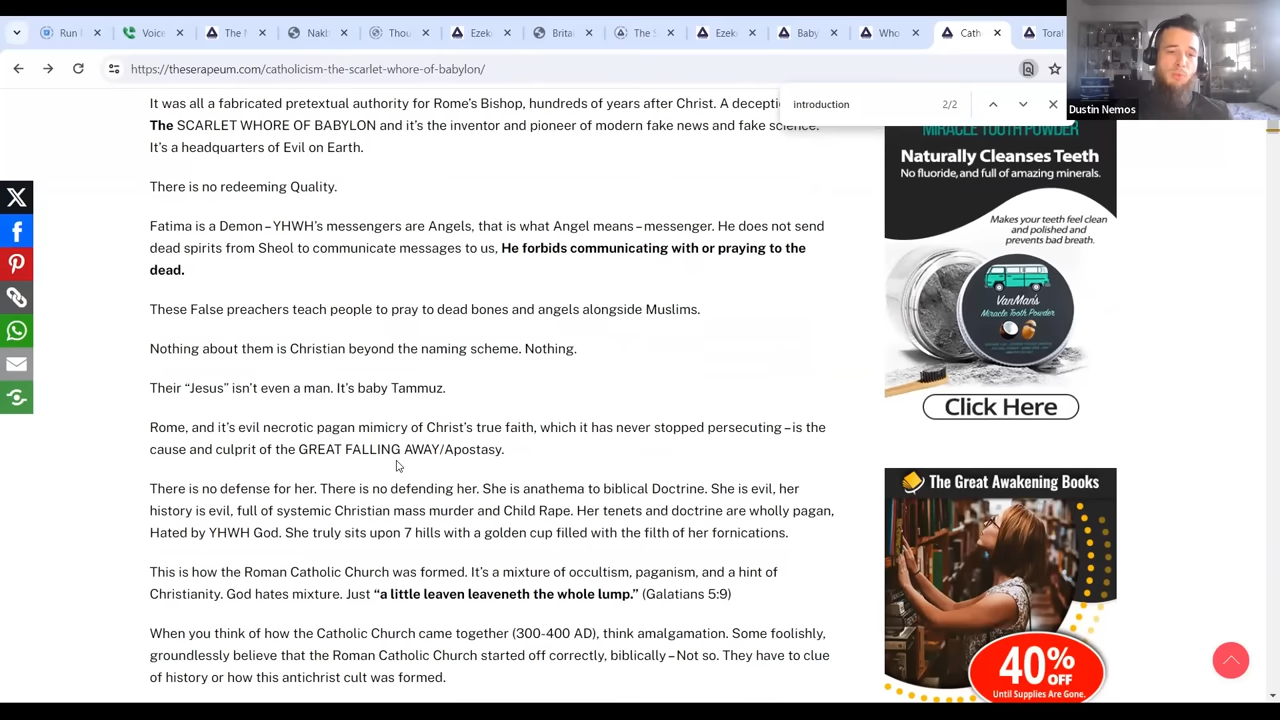 Run
Voice
The
Nakl
Tho
Ezek
Brita
The S
Ezek
Baby
Who
Cath
Toral
https://theserapeum.com/catholicism-the-scarlet-whore-of-babylon/
introduction
2/2
Dustin Nemos
It was all a fabricated pretextual authority for Rome's Bishop, hundreds of years after Christ. A decepti
The SCARLET WHORE OF BABYLON and it's the inventor and pioneer of modern fake news and fake science.
It's a headquarters of Evil on Earth.
There is no redeeming Quality.
Fatima is a Demon – YHWH's messengers are Angels, that is what Angel means – messenger. He does not send
dead spirits from Sheol to communicate messages to us, He forbids communicating with or praying to the
dead.
These False preachers teach people to pray to dead bones and angels alongside Muslims.
Nothing about them is Christian beyond the naming scheme. Nothing.
Their “Jesus” isn't even a man. It's baby Tammuz.
Rome, and it's evil necrotic pagan mimicry of Christ's true faith, which it has never stopped persecuting – is the
cause and culprit of the GREAT FALLING AWAY/Apostasy.
There is no defense for her. There is no defending her. She is anathema to biblical Doctrine. She is evil, her
history is evil, full of systemic Christian mass murder and Child Rape. Her tenets and doctrine are wholly pagan,
Hated by YHWH God. She truly sits upon 7 hills with a golden cup filled with the filth of her fornications.
This is how the Roman Catholic Church was formed. It's a mixture of occultism, paganism, and a hint of
Christianity. God hates mixture. Just “a little leaven leaveneth the whole lump.” (Galatians 5:9)
When you think of how the Catholic Church came together (300-400 AD), think amalgamation. Some foolishly,
groundlessly believe that the Roman Catholic Church started off correctly, biblically – Not so. They have to clue
of history or how this antichrist cult was formed.
MIRACLE TOOTH POWDER
Naturally Cleanses Teeth
No fluoride, and full of amazing minerals.
Makes your teeth feel clean
and polished and
prevents bad breath.
VanMan's
Miracle Tooth Powder
Click Here
The Great Awakening Books
40%
OFF
Until Supplies Are Gone.